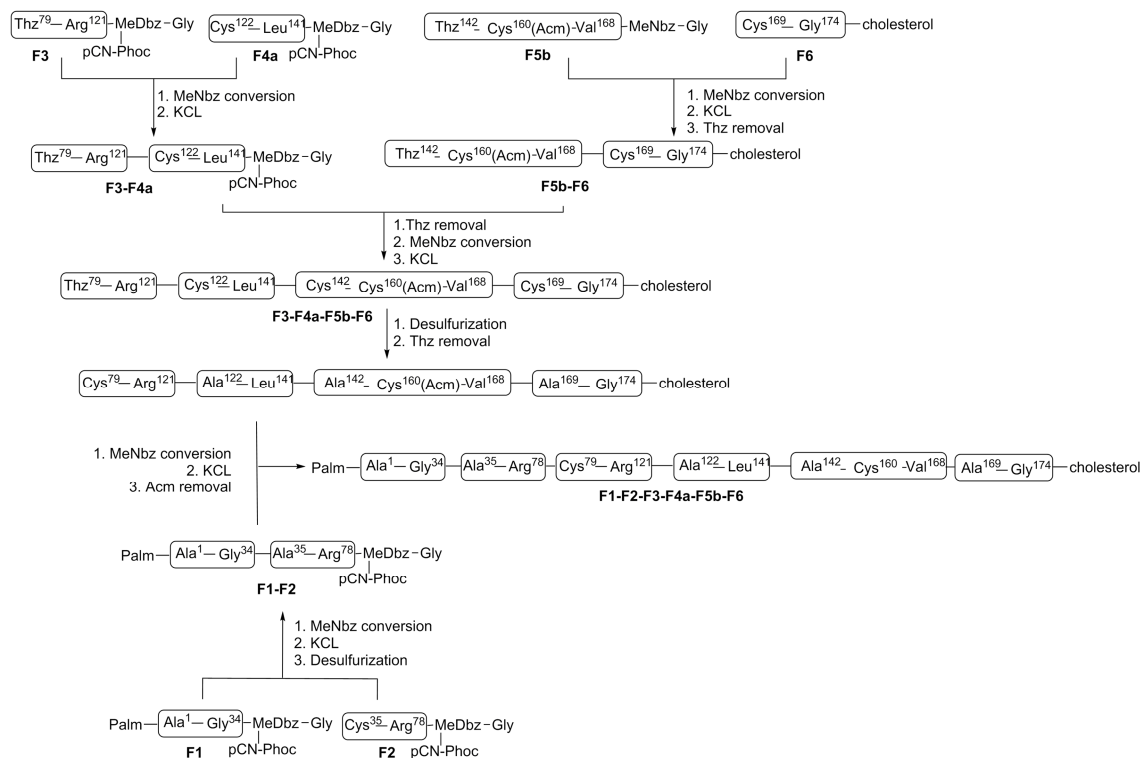 Thz⁷⁹— Arg¹²¹ –MeDbz–Gly
pCN-Phoc
F3
Cys¹²²— Leu¹⁴¹ –MeDbz–Gly
pCN-Phoc
F4a
Thz¹⁴²- Cys¹⁶⁰(Acm)-Val¹⁶⁸ –MeNbz–Gly
F5b
Cys¹⁶⁹— Gly¹⁷⁴ —cholesterol
F6
1. MeNbz conversion
2. KCL
1. MeNbz conversion
2. KCL
3. Thz removal
Thz⁷⁹— Arg¹²¹ — Cys¹²²— Leu¹⁴¹ –MeDbz–Gly
pCN-Phoc
F3-F4a
Thz¹⁴²- Cys¹⁶⁰(Acm)-Val¹⁶⁸ — Cys¹⁶⁹— Gly¹⁷⁴ —cholesterol
F5b-F6
1.Thz removal
2. MeNbz conversion
3. KCL
Thz⁷⁹— Arg¹²¹ — Cys¹²²— Leu¹⁴¹ — Cys¹⁴²- Cys¹⁶⁰(Acm)-Val¹⁶⁸ — Cys¹⁶⁹— Gly¹⁷⁴ —cholesterol
F3-F4a-F5b-F6
1. Desulfurization
2. Thz removal
Cys⁷⁹— Arg¹²¹ — Ala¹²²— Leu¹⁴¹ — Ala¹⁴²- Cys¹⁶⁰(Acm)-Val¹⁶⁸ — Ala¹⁶⁹— Gly¹⁷⁴ —cholesterol
1. MeNbz conversion
2. KCL
3. Acm removal
Palm— Ala¹— Gly³⁴ — Ala³⁵— Arg⁷⁸ — Cys⁷⁹— Arg¹²¹ — Ala¹²²— Leu¹⁴¹ — Ala¹⁴²- Cys¹⁶⁰ -Val¹⁶⁸ — Ala¹⁶⁹— Gly¹⁷⁴ —cholesterol
F1-F2-F3-F4a-F5b-F6
Palm— Ala¹— Gly³⁴ — Ala³⁵— Arg⁷⁸ –MeDbz–Gly
pCN-Phoc
F1-F2
1. MeNbz conversion
2. KCL
3. Desulfurization
Palm— Ala¹— Gly³⁴ –MeDbz–Gly
pCN-Phoc
F1
Cys³⁵— Arg⁷⁸ –MeDbz–Gly
pCN-Phoc
F2